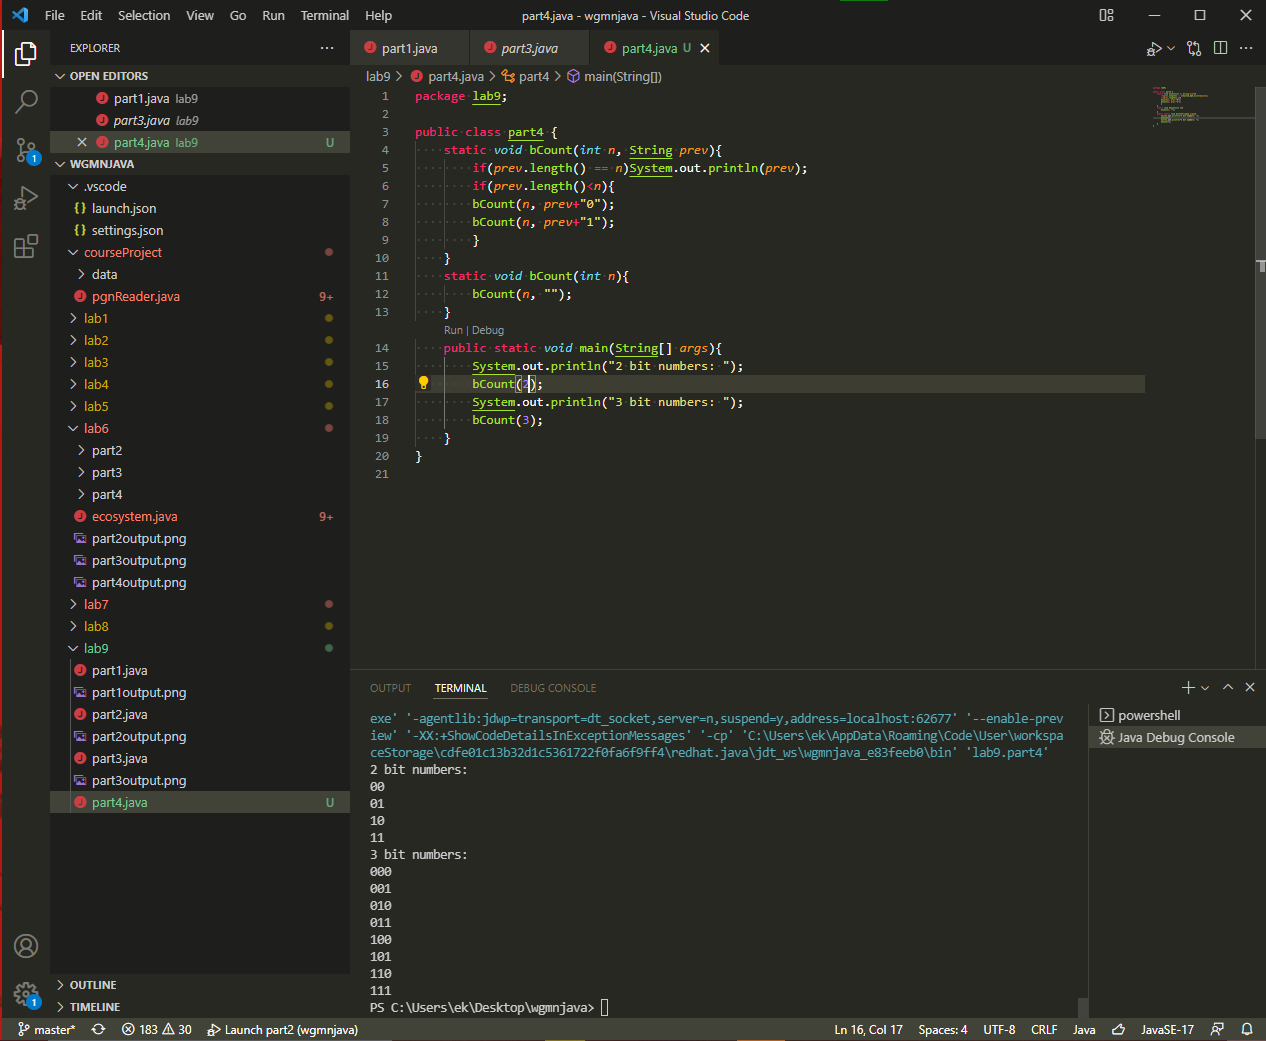 File Edit Selection View Go Run Terminal Help part4.java - wgmnjava - Visual Studio Code
EXPLORER
OPEN EDITORS
part1.java lab9
part3.java lab9
part4.java lab9 U
WGMNJAVA
.vscode
{} launch.json
{} settings.json
courseProject
data
pgnReader.java 9+
lab1
lab2
lab3
lab4
lab5
lab6
part2
part3
part4
ecosystem.java 9+
part2output.png
part3output.png
part4output.png
lab7
lab8
lab9
part1.java
part1output.png
part2.java
part2output.png
part3.java
part3output.png
part4.java U
OUTLINE
TIMELINE
1
1
part1.java part3.java part4.java U
lab9 > part4.java > part4 > main(String[])
1 package lab9;
2
3 public class part4 {
4 static void bCount(int n, String prev){
5 if(prev.length() == n)System.out.println(prev);
6 if(prev.length()<n){
7 bCount(n, prev+"0");
8 bCount(n, prev+"1");
9 }
10 }
11 static void bCount(int n){
12 bCount(n, "");
13 }
Run | Debug
14 public static void main(String[] args){
15 System.out.println("2 bit numbers: ");
16 bCount(2);
17 System.out.println("3 bit numbers: ");
18 bCount(3);
19 }
20 }
21
OUTPUT TERMINAL DEBUG CONSOLE
exe' '-agentlib:jdwp=transport=dt_socket,server=n,suspend=y,address=localhost:62677' '--enable-prev
iew' '-XX:+ShowCodeDetailsInExceptionMessages' '-cp' 'C:\Users\ek\AppData\Roaming\Code\User\workspa
ceStorage\cdfe01c13b32d1c5361722f0fa6f9ff4\redhat.java\jdt_ws\wgmnjava_e83feeb0\bin' 'lab9.part4'
2 bit numbers:
00
01
10
11
3 bit numbers:
000
001
010
011
100
101
110
111
PS C:\Users\ek\Desktop\wgmnjava>
powershell
Java Debug Console
master* 183 30 Launch part2 (wgmnjava) Ln 16, Col 17 Spaces: 4 UTF-8 CRLF Java JavaSE-17